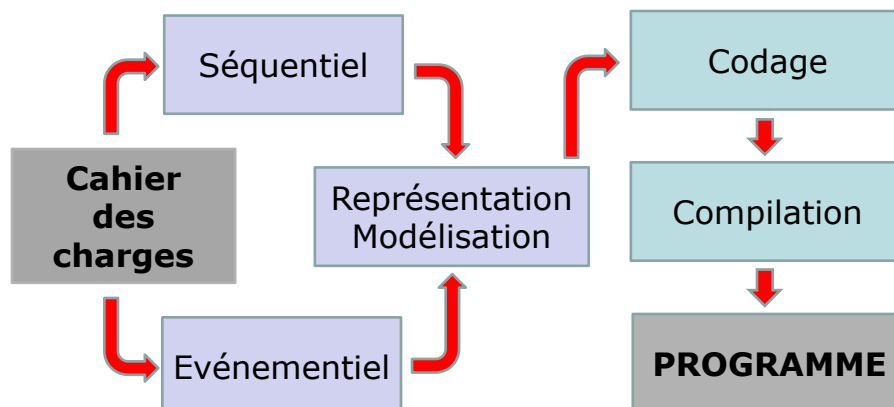 Cahier
des
charges
Séquentiel
Evénementiel
Représentation
Modélisation
Codage
Compilation
PROGRAMME